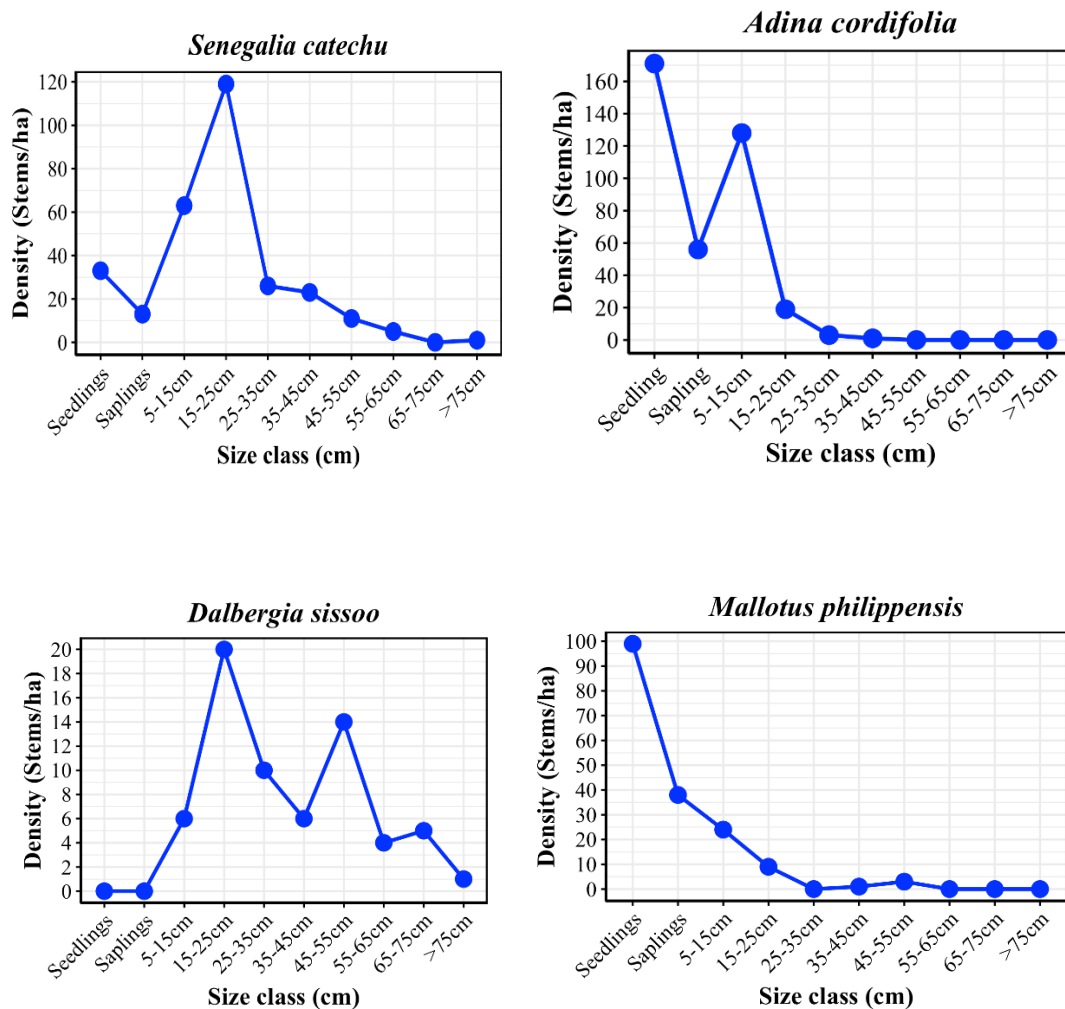 Senegalia catechu
Density (Stems/ha)
120
100
80
60
40
20
0
Seedlings
Saplings
5-15cm
15-25cm
25-35cm
35-45cm
45-55cm
55-65cm
65-75cm
>75cm
Size class (cm)
Adina cordifolia
Density (Stems/ha)
160
140
120
100
80
60
40
20
0
Seedling
Sapling
5-15cm
15-25cm
25-35cm
35-45cm
45-55cm
55-65cm
65-75cm
>75cm
Size class (cm)
Dalbergia sissoo
Density (Stems/ha)
20
18
16
14
12
10
8
6
4
2
0
Seedlings
Saplings
5-15cm
15-25cm
25-35cm
35-45cm
45-55cm
55-65cm
65-75cm
>75cm
Size class (cm)
Mallotus philippensis
Density (Stems/ha)
100
90
80
70
60
50
40
30
20
10
0
Seedlings
Saplings
5-15cm
15-25cm
25-35cm
35-45cm
45-55cm
55-65cm
65-75cm
>75cm
Size class (cm)